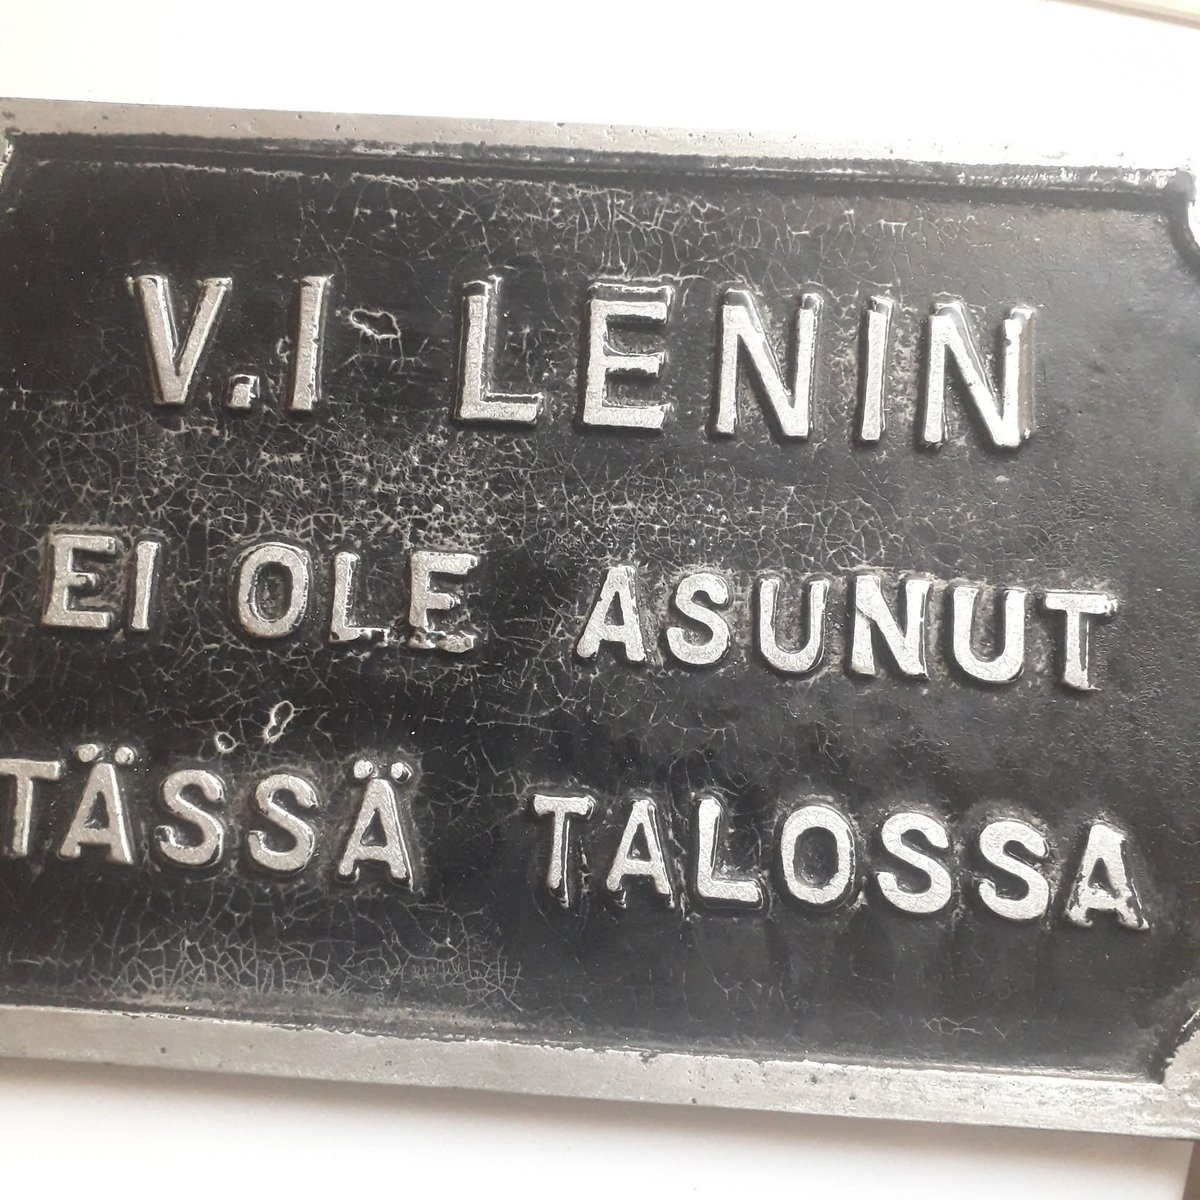 V.I LENIN
EI OLE ASUNUT
TÄSSÄ TALOSSA